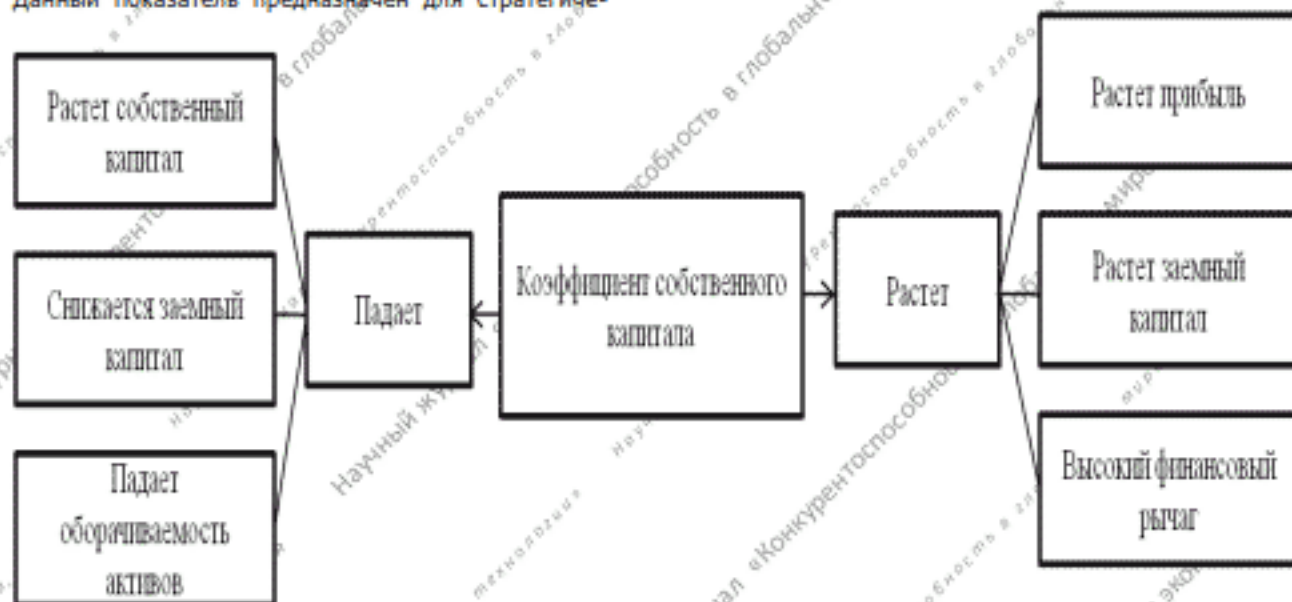 Данный показатель предназначен для стратегиче-
Растет собственный
капитал
Снижается заемный
капитал
Падает
оборачиваемость
активов
Падает
Коэффициент собственного
капитала
Растет
Растет прибыль
Растет заемный
капитал
Высокий финансовый
рычаг